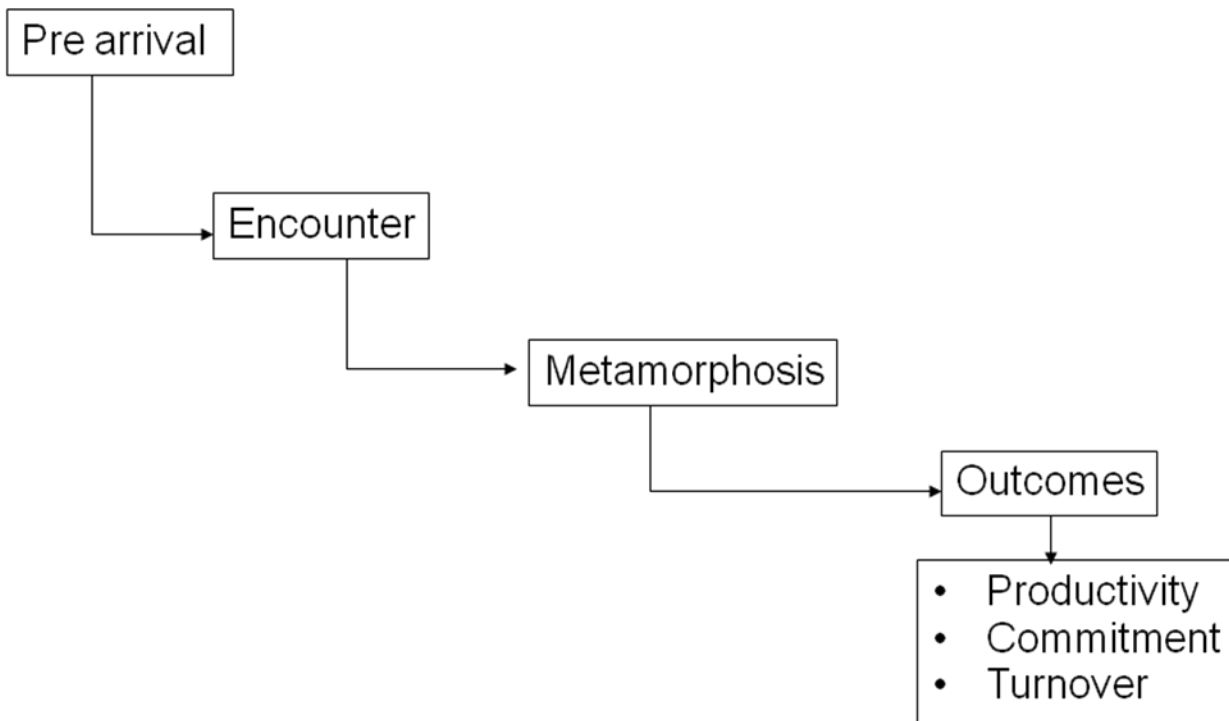 Pre arrival
Encounter
Metamorphosis
Outcomes
• Productivity
• Commitment
• Turnover